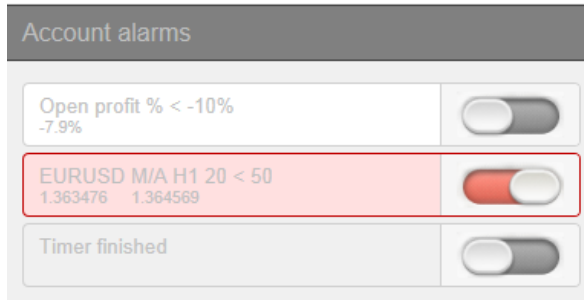 Account alarms
Open profit % < -10%
-7.9%
EURUSD M/A H1 20 < 50
1.363476 1.364569
Timer finished